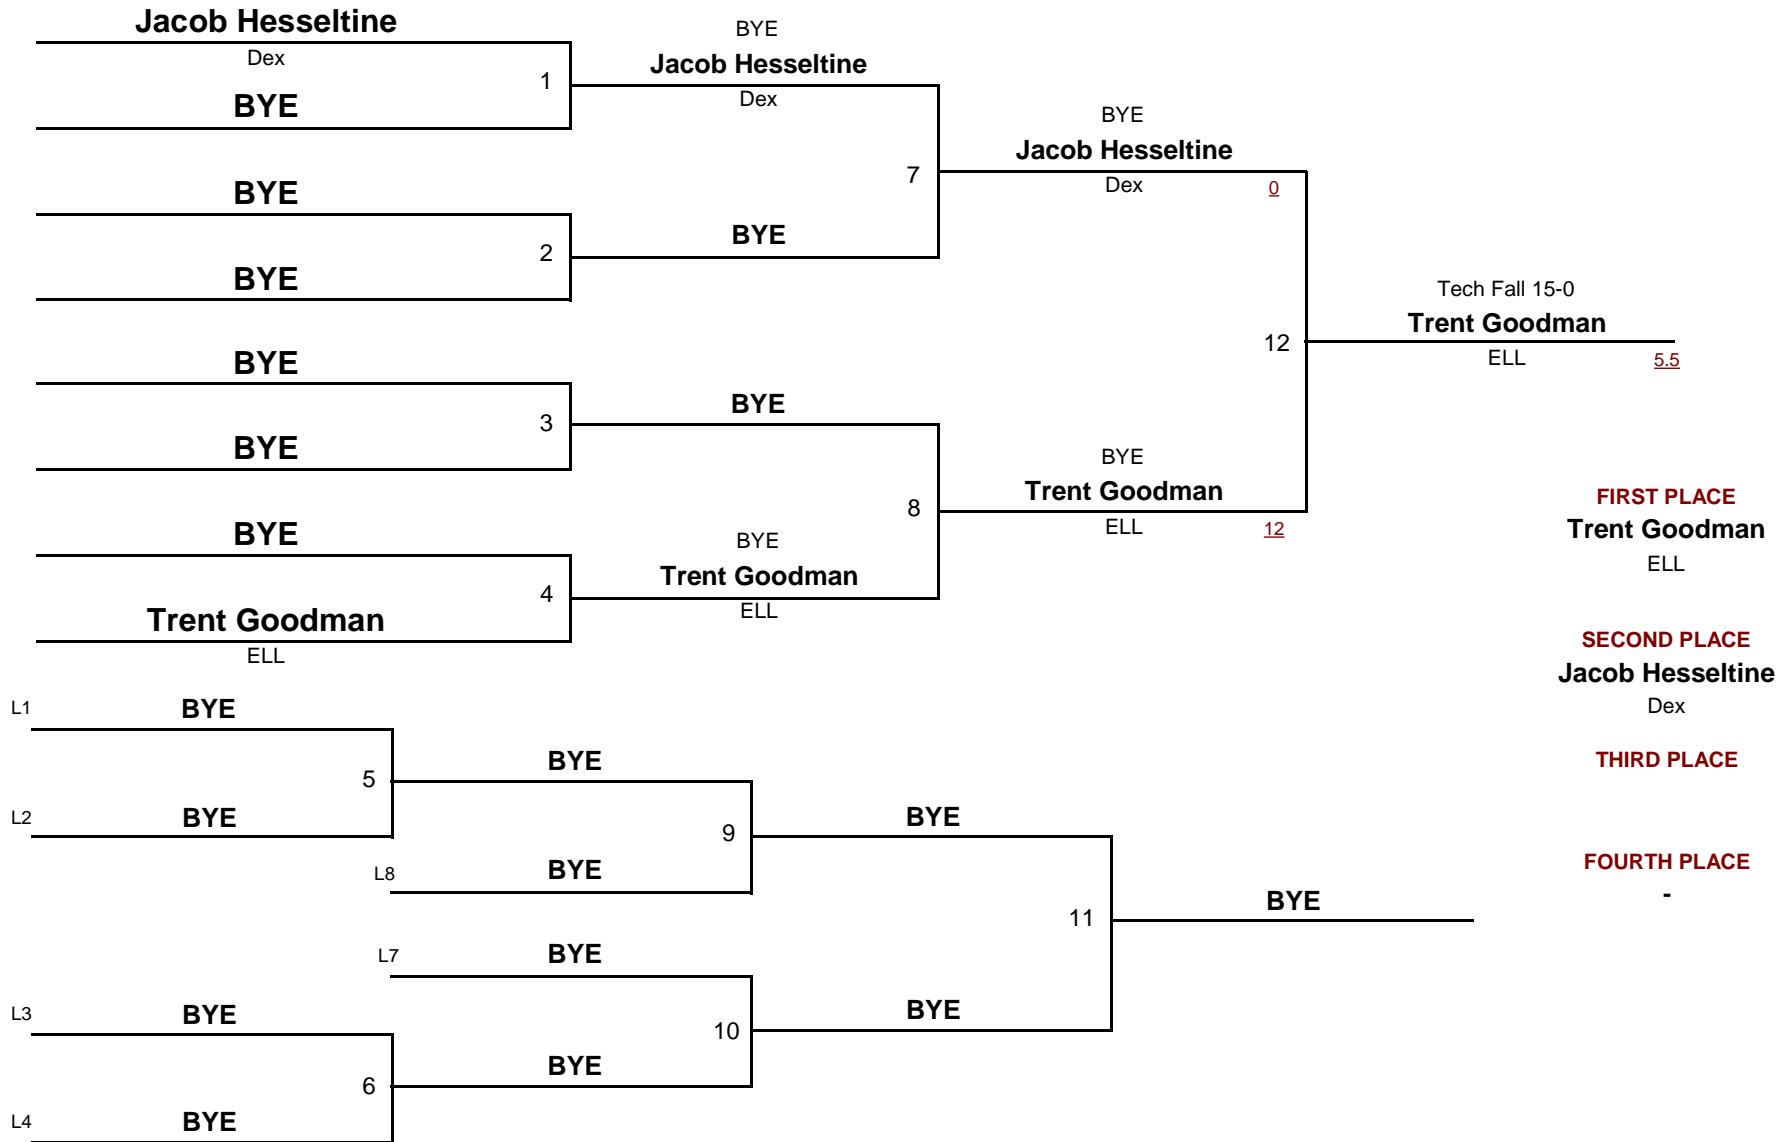 Jacob Hesseltine
Dex
1
BYE
BYE
Jacob Hesseltine
Dex
BYE
2
BYE
BYE
7
BYE
Jacob Hesseltine
Dex
0
BYE
3
BYE
BYE
BYE
4
Trent Goodman
ELL
BYE
Trent Goodman
ELL
8
BYE
Trent Goodman
ELL
12
12
Tech Fall 15-0
Trent Goodman
ELL
5.5
FIRST PLACE
Trent Goodman
ELL
SECOND PLACE
Jacob Hesseltine
Dex
THIRD PLACE
FOURTH PLACE
-
L1
BYE
5
L2
BYE
BYE
9
L8
BYE
BYE
11
BYE
L7
BYE
10
BYE
L3
BYE
6
BYE
L4
BYE